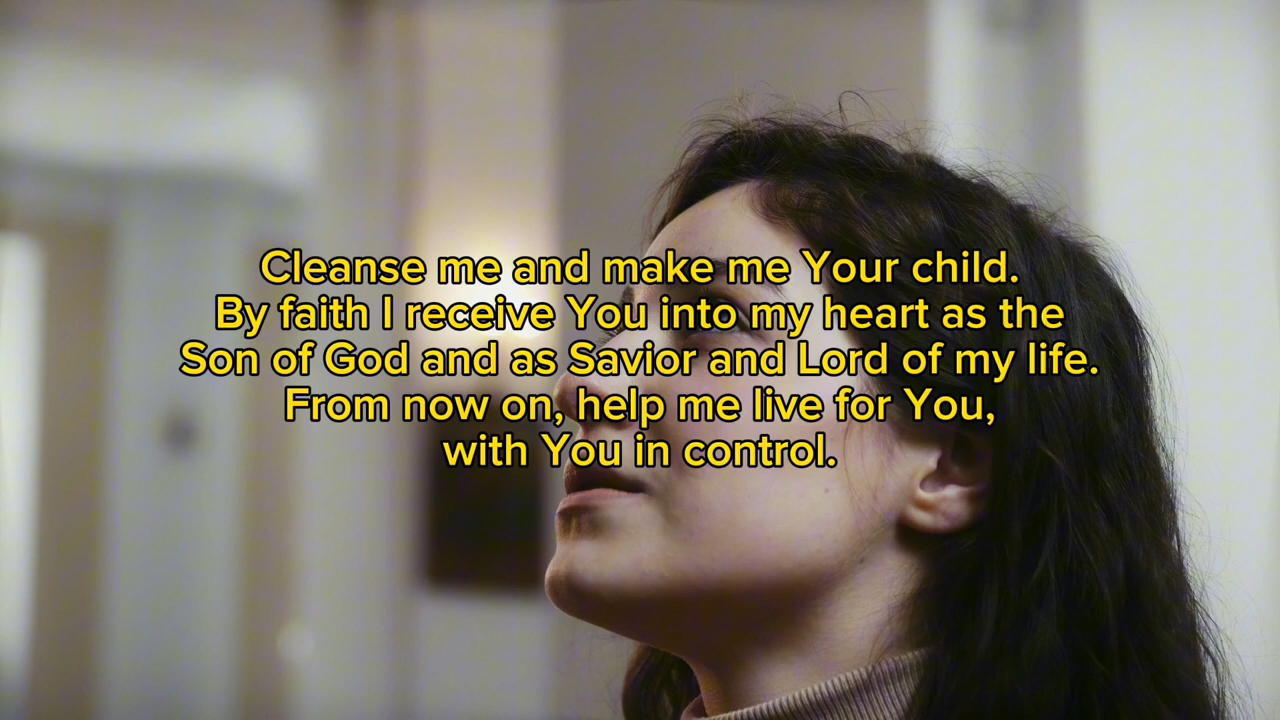 Cleanse me and make me Your child.
By faith I receive You into my heart as the
Son of God and as Savior and Lord of my life.
From now on, help me live for You,
with You in control.